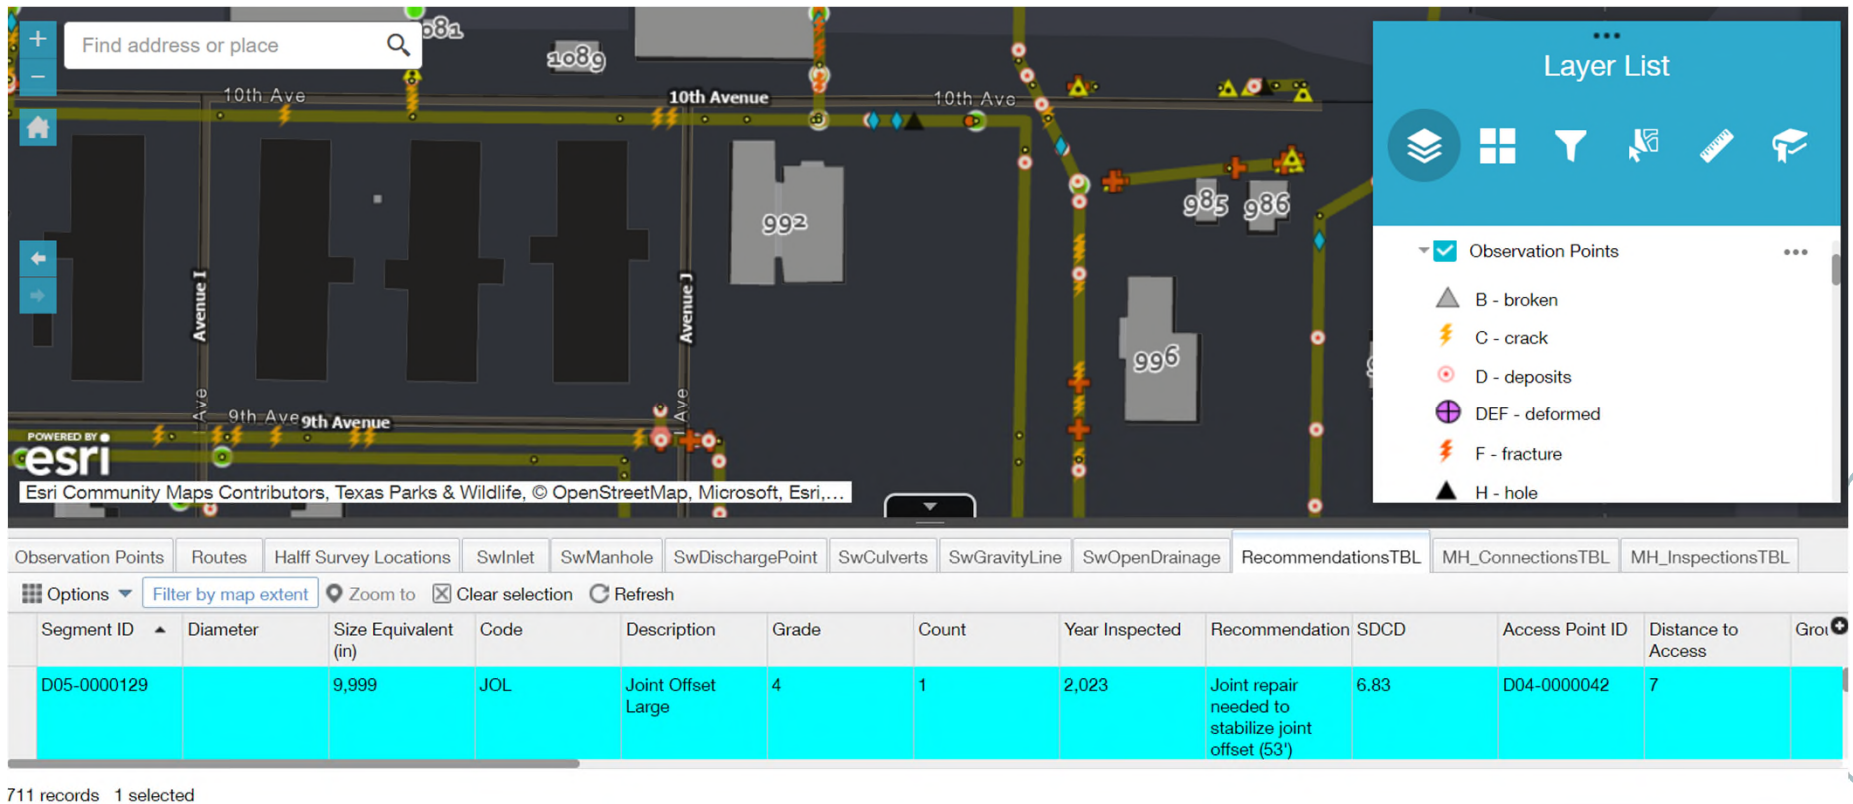 Find address or place
1081
1089
10th Ave
10th Avenue
10th Ave
992
985
986
996
Avenue I
Avenue J
Ave
9th Ave
9th Avenue
Ave
POWERED BY
esri
Esri Community Maps Contributors, Texas Parks & Wildlife, © OpenStreetMap, Microsoft, Esri,...
Layer List
Observation Points
B - broken
C - crack
D - deposits
DEF - deformed
F - fracture
H - hole
Observation Points Routes Halff Survey Locations SwInlet SwManhole SwDischargePoint SwCulverts SwGravityLine SwOpenDrainage RecommendationsTBL MH_ConnectionsTBL MH_InspectionsTBL
Options Filter by map extent Zoom to Clear selection Refresh
Segment ID Diameter Size Equivalent Code Description Grade Count Year Inspected Recommendation SDCD Access Point ID Distance to Grou
(in) Access
D05-0000129 9,999 JOL Joint Offset 4 1 2,023 Joint repair 6.83 D04-0000042 7
Large needed to
stabilize joint
offset (53')
711 records 1 selected